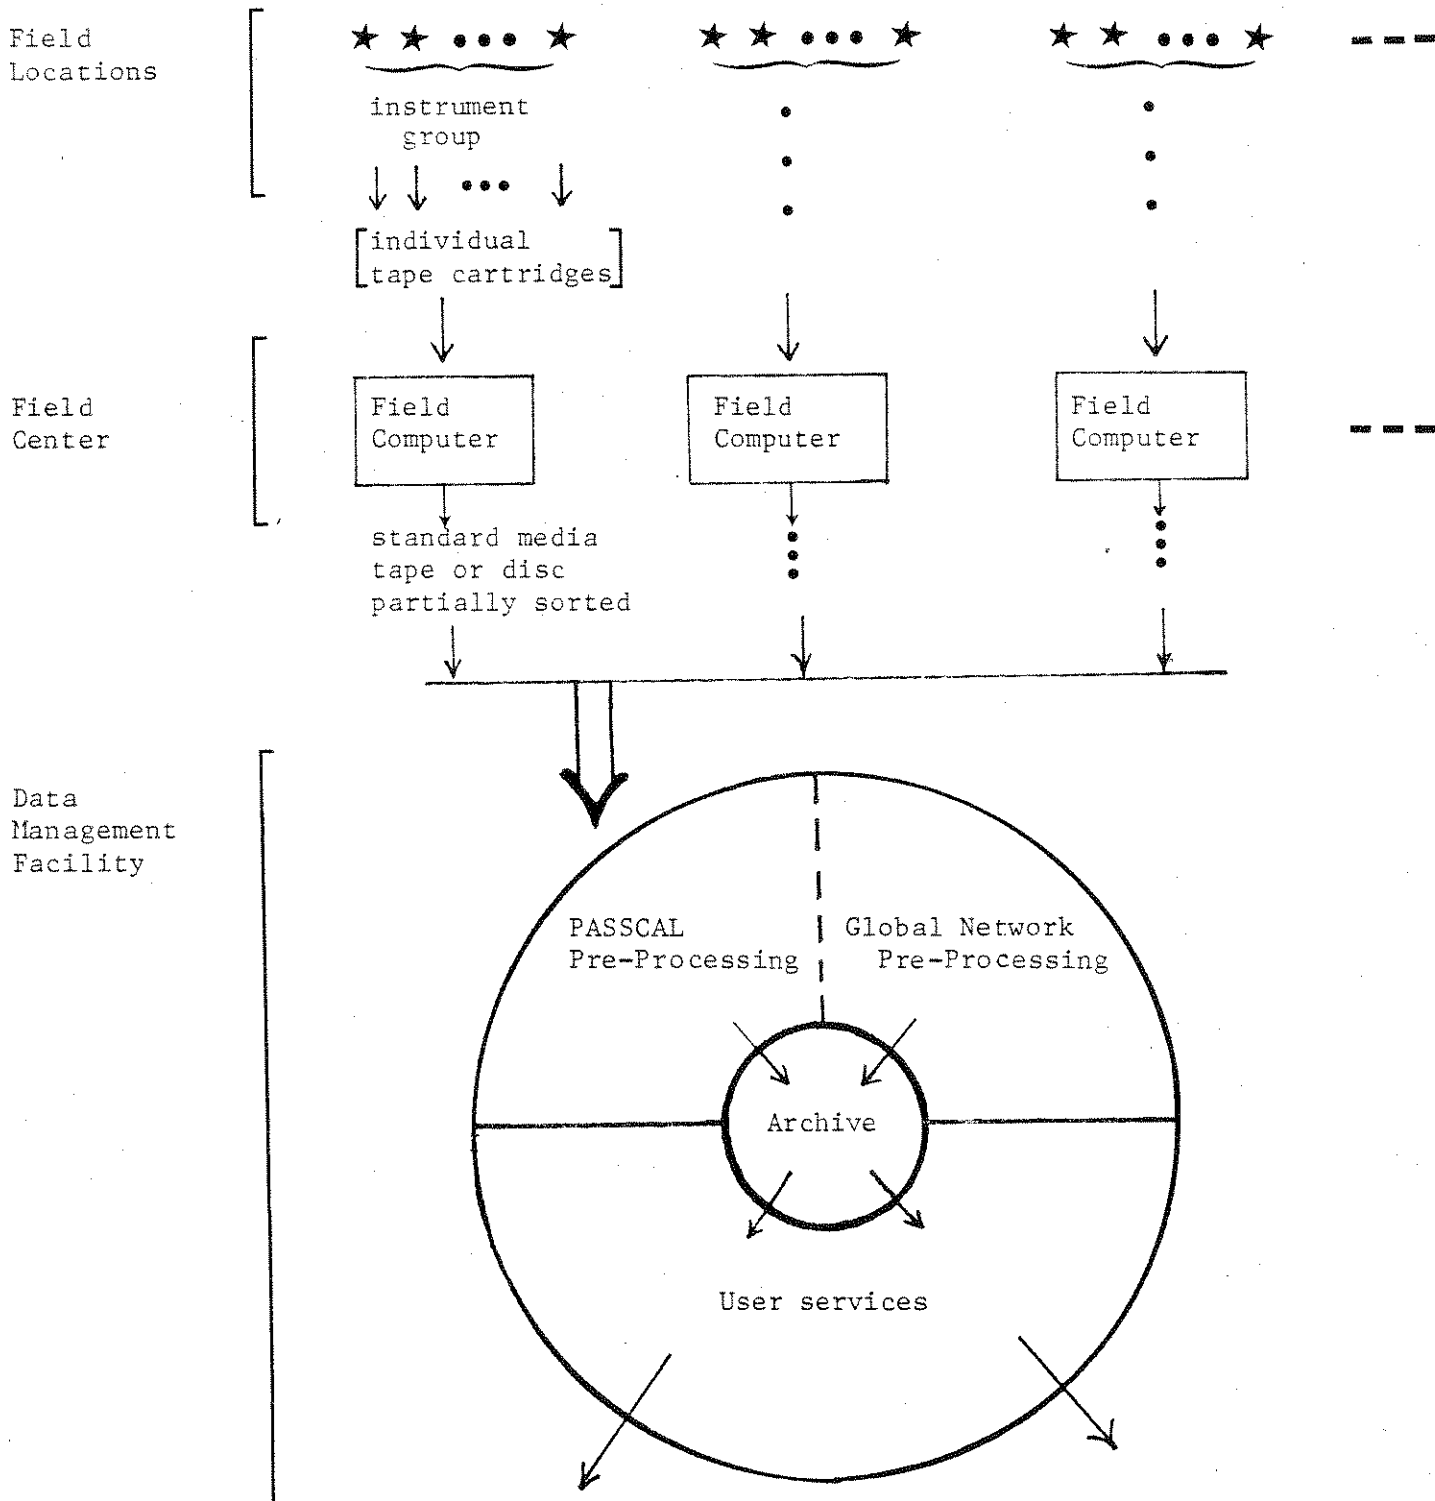 Field
Locations
instrument
group
[individual
tape cartridges]
Field
Center
Field
Computer
Field
Computer
Field
Computer
standard media
tape or disc
partially sorted
Data
Management
Facility
PASSCAL
Pre-Processing
Global Network
Pre-Processing
Archive
User services